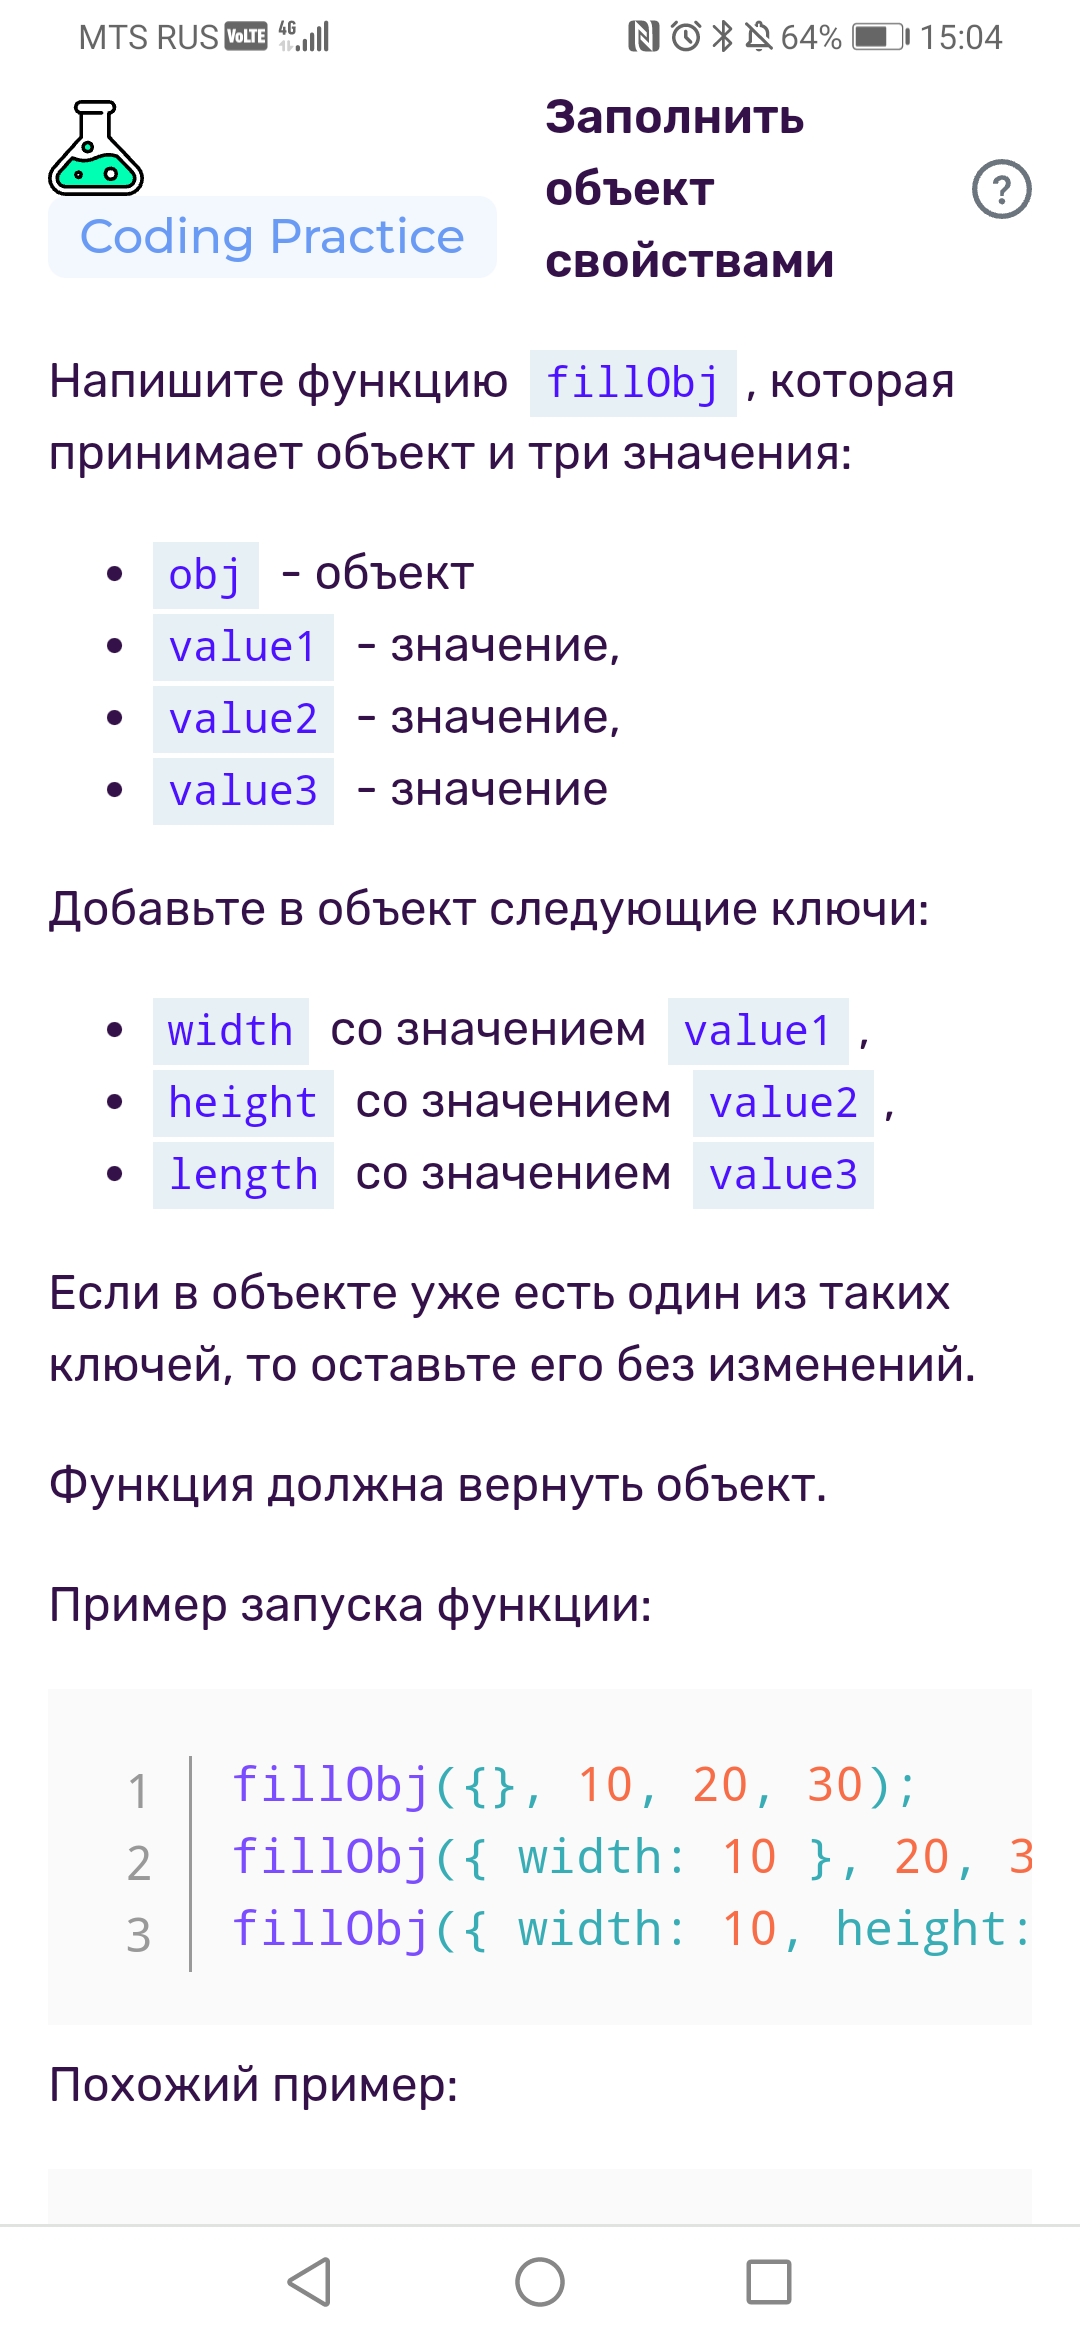 MTS RUS VoLTE 4G 64% 15:04
Заполнить
объект
свойствами
?
Coding Practice
Напишите функцию fillObj , которая
принимает объект и три значения:
obj - объект
value1 - значение,
value2 - значение,
value3 - значение
Добавьте в объект следующие ключи:
width со значением value1 ,
height со значением value2 ,
length со значением value3
Если в объекте уже есть один из таких
ключей, то оставьте его без изменений.
Функция должна вернуть объект.
Пример запуска функции:
1 fillObj({}, 10, 20, 30);
2 fillObj({ width: 10 }, 20, 3
3 fillObj({ width: 10, height:
Похожий пример: